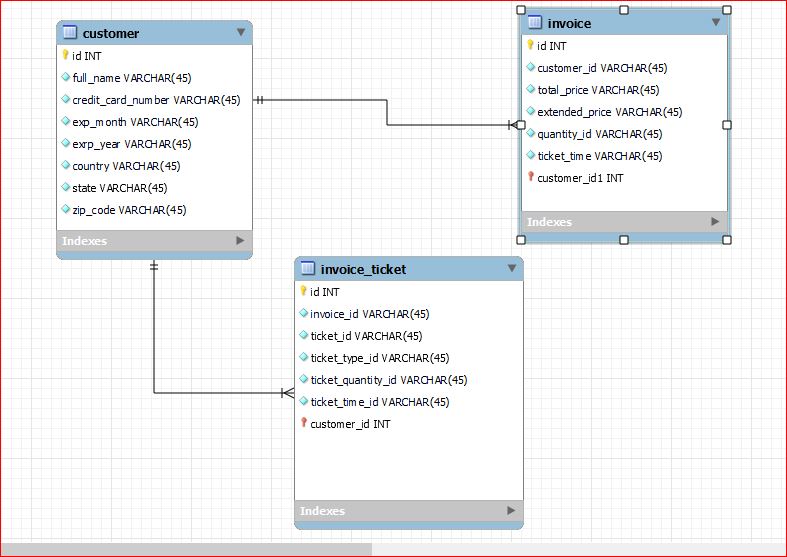 customer
id INT
full_name VARCHAR(45)
credit_card_number VARCHAR(45)
exp_month VARCHAR(45)
exrp_year VARCHAR(45)
country VARCHAR(45)
state VARCHAR(45)
zip_code VARCHAR(45)
Indexes
invoice
id INT
customer_id VARCHAR(45)
total_price VARCHAR(45)
extended_price VARCHAR(45)
quantity_id VARCHAR(45)
ticket_time VARCHAR(45)
customer_id1 INT
Indexes
invoice_ticket
id INT
invoice_id VARCHAR(45)
ticket_id VARCHAR(45)
ticket_type_id VARCHAR(45)
ticket_quantity_id VARCHAR(45)
ticket_time_id VARCHAR(45)
customer_id INT
Indexes